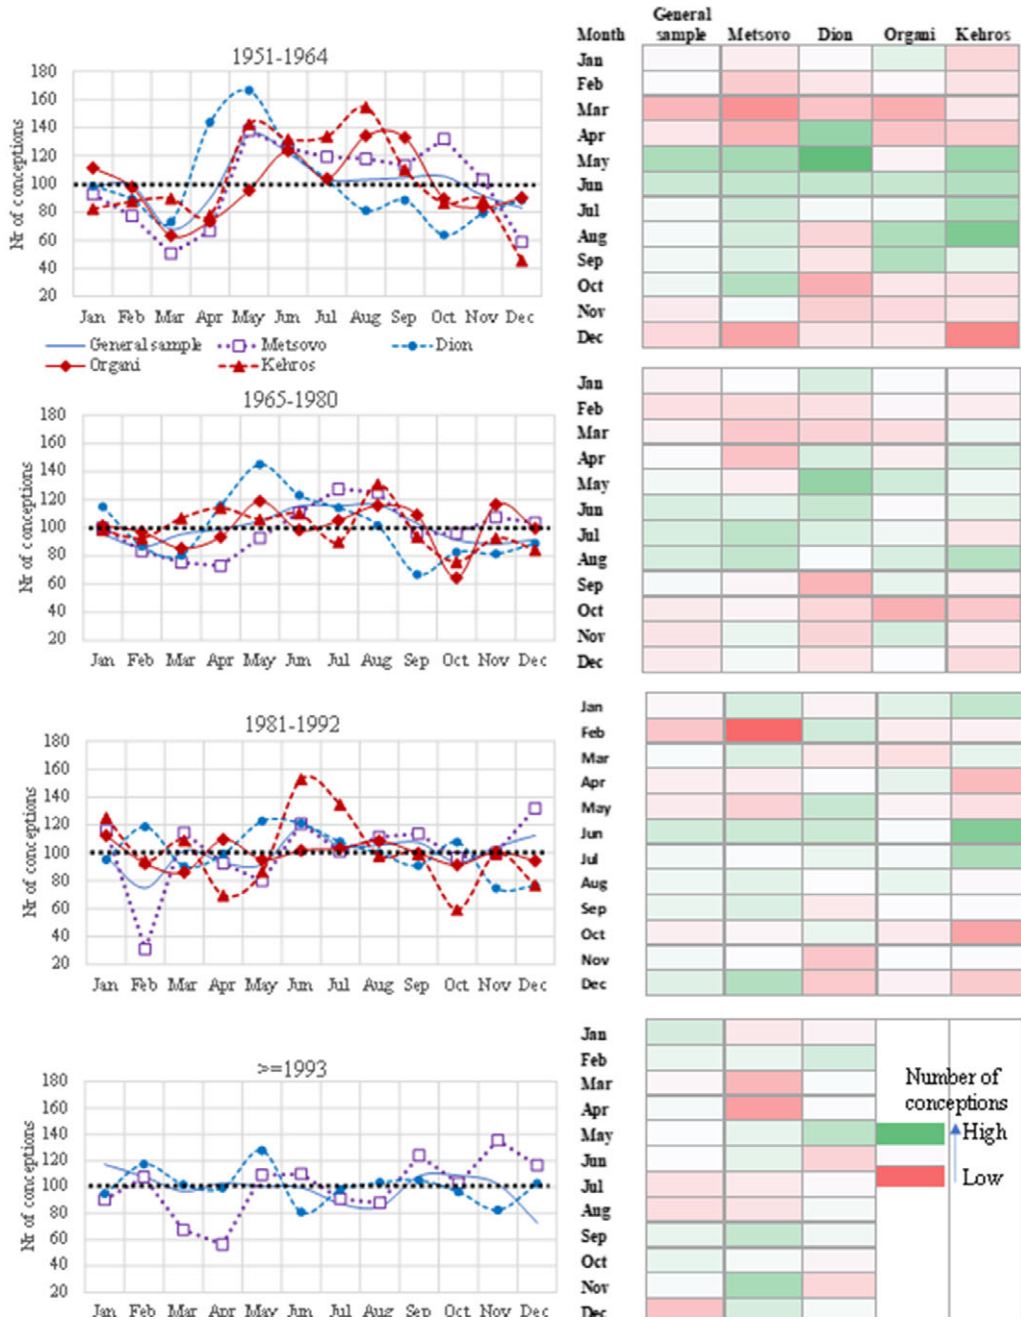 General
Month sample Metsovo Dion Organi Kehros
1951-1964
Nr of conceptions
180
160
140
120
100
80
60
40
20
Jan Feb Mar Apr May Jun Jul Aug Sep Oct Nov Dec
General sample Metsovo Dion
Organi Kehros
Jan
Feb
Mar
Apr
May
Jun
Jul
Aug
Sep
Oct
Nov
Dec
1965-1980
Nr of conceptions
180
160
140
120
100
80
60
40
20
Jan Feb Mar Apr May Jun Jul Aug Sep Oct Nov Dec
Jan
Feb
Mar
Apr
May
Jun
Jul
Aug
Sep
Oct
Nov
Dec
1981-1992
Nr of conceptions
180
160
140
120
100
80
60
40
20
Jan Feb Mar Apr May Jun Jul Aug Sep Oct Nov Dec
Jan
Feb
Mar
Apr
May
Jun
Jul
Aug
Sep
Oct
Nov
Dec
>=1993
Nr of conceptions
180
160
140
120
100
80
60
40
20
Jan Feb Mar Apr May Jun Jul Aug Sep Oct Nov Dec
Jan
Feb
Mar
Apr
May
Jun
Jul
Aug
Sep
Oct
Nov
Dec
Number of
conceptions
High
Low